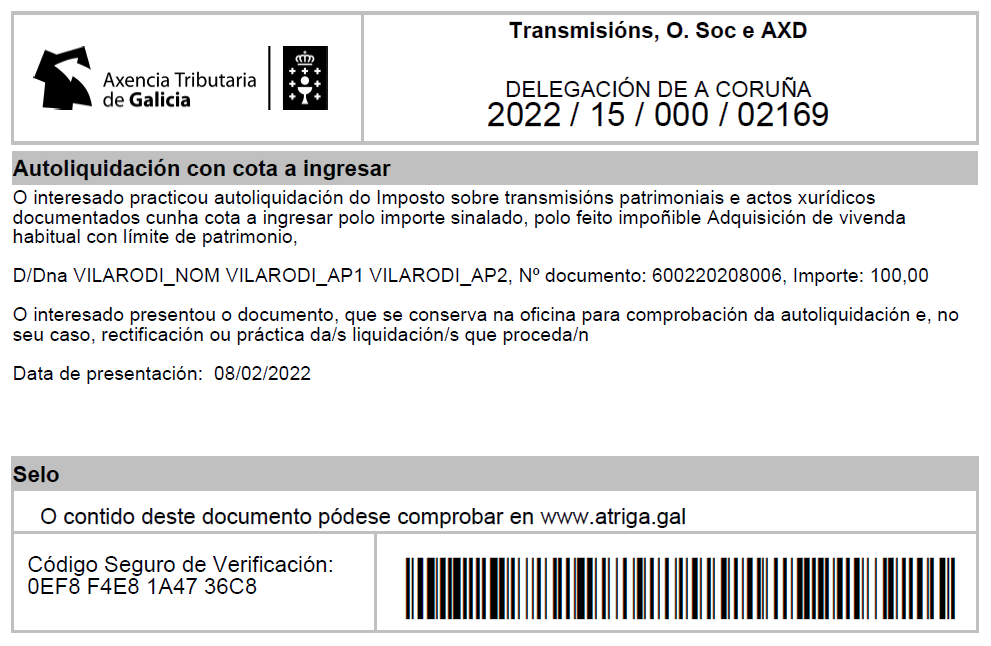 Axencia Tributaria
de Galicia
Transmisións, O. Soc e AXD
DELEGACIÓN DE A CORUÑA
2022 / 15 / 000 / 02169
Autoliquidación con cota a ingresar
O interesado practicou autoliquidación do Imposto sobre transmisións patrimoniais e actos xurídicos
documentados cunha cota a ingresar polo importe sinalado, polo feito impoñible Adquisición de vivenda
habitual con límite de patrimonio,
D/Dna VILARODI_NOM VILARODI_AP1 VILARODI_AP2, Nº documento: 600220208006, Importe: 100,00
O interesado presentou o documento, que se conserva na oficina para comprobación da autoliquidación e, no
seu caso, rectificación ou práctica da/s liquidación/s que proceda/n
Data de presentación: 08/02/2022
Selo
O contido deste documento pódese comprobar en www.atriga.gal
Código Seguro de Verificación:
0EF8 F4E8 1A47 36C8